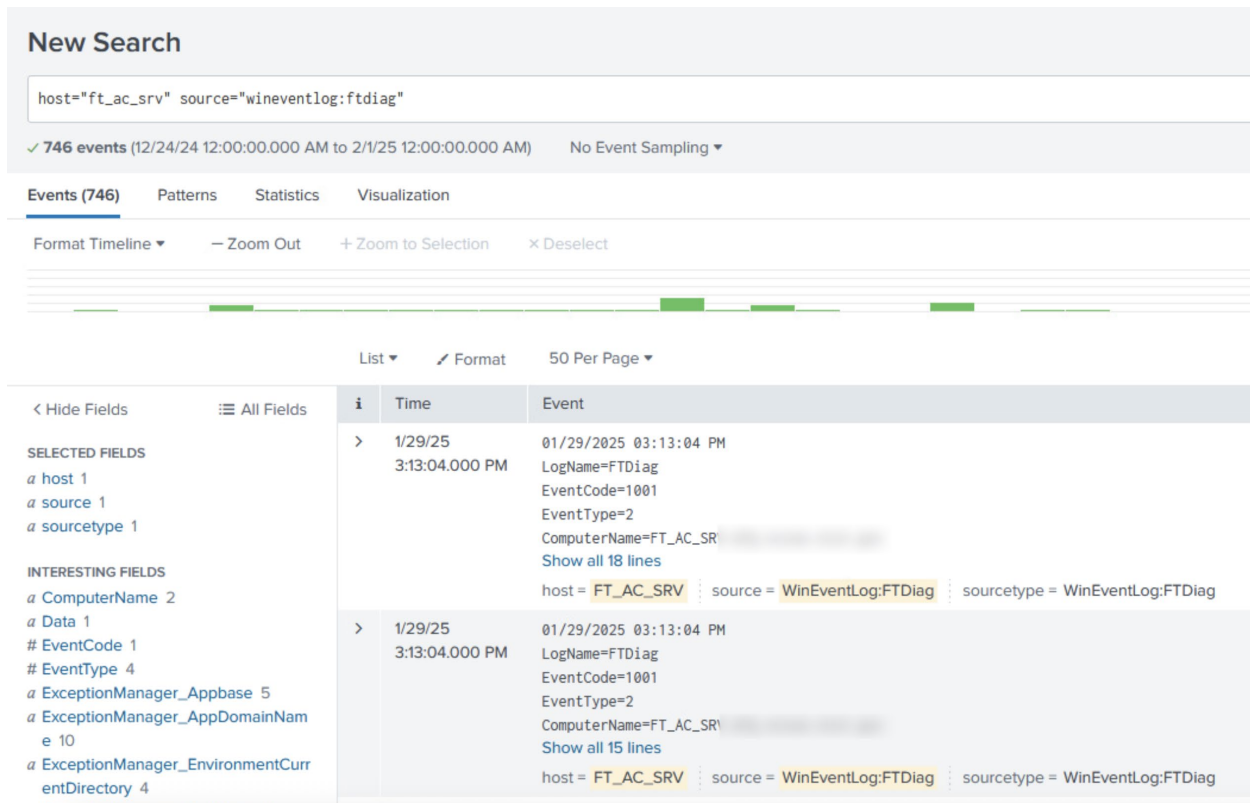 New Search
host="ft_ac_srv" source="wineventlog:ftdiag"
✓ 746 events (12/24/24 12:00:00.000 AM to 2/1/25 12:00:00.000 AM) No Event Sampling ▼
Events (746) Patterns Statistics Visualization
Format Timeline ▼ — Zoom Out + Zoom to Selection × Deselect
List ▼ Format 50 Per Page ▼
< Hide Fields All Fields
SELECTED FIELDS
a host 1
a source 1
a sourcetype 1
INTERESTING FIELDS
a ComputerName 2
a Data 1
# EventCode 1
# EventType 4
a ExceptionManager_Appbase 5
a ExceptionManager_AppDomainNam
e 10
a ExceptionManager_EnvironmentCurr
entDirectory 4
i Time Event
> 1/29/25 01/29/2025 03:13:04 PM
3:13:04.000 PM LogName=FTDiag
EventCode=1001
EventType=2
ComputerName=FT_AC_SRV
Show all 18 lines
host = FT_AC_SRV source = WinEventLog:FTDiag sourcetype = WinEventLog:FTDiag
> 1/29/25 01/29/2025 03:13:04 PM
3:13:04.000 PM LogName=FTDiag
EventCode=1001
EventType=2
ComputerName=FT_AC_SRV
Show all 15 lines
host = FT_AC_SRV source = WinEventLog:FTDiag sourcetype = WinEventLog:FTDiag